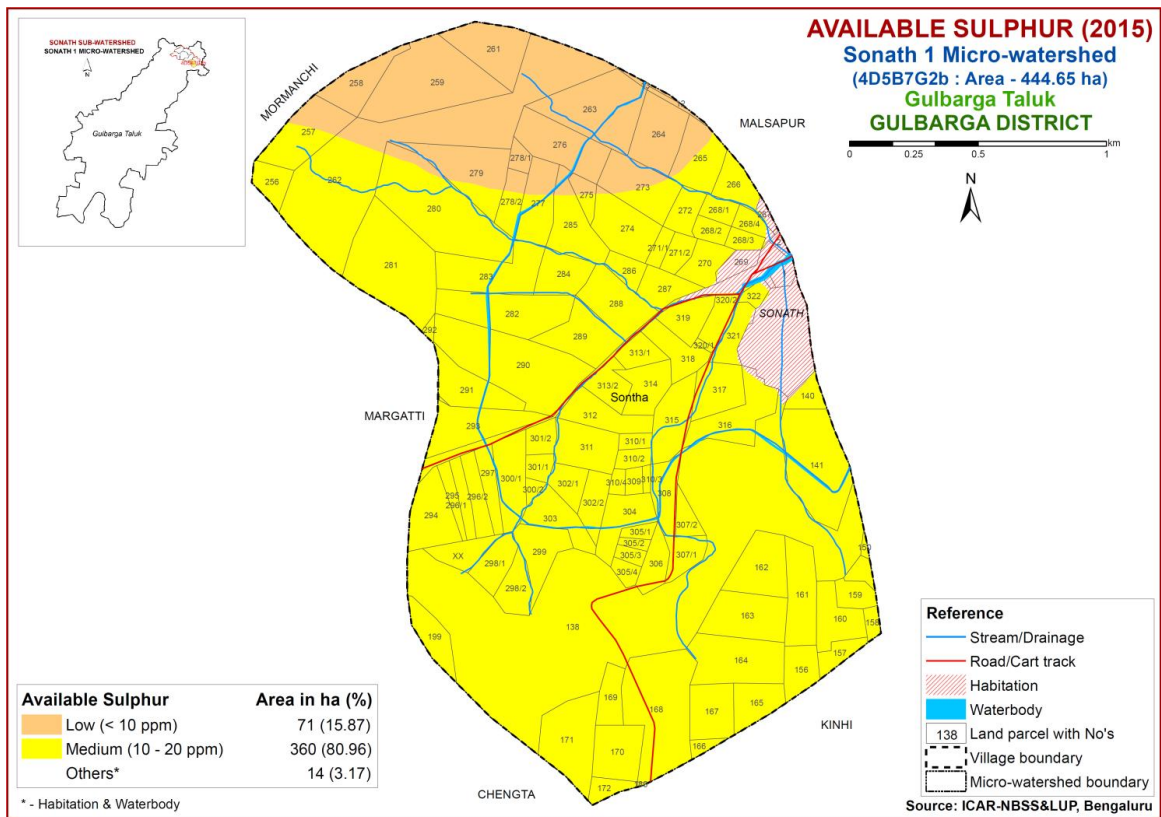 AVAILABLE SULPHUR (2015)
Sonath 1 Micro-watershed
(4D5B7G2b : Area - 444.65 ha)
Gulbarga Taluk
GULBARGA DISTRICT
0 0.25 0.5 1 km
N
SONATH SUB-WATERSHED
SONATH 1 MICRO-WATERSHED
N
Gulbarga Taluk
MORMANCHI
MALSAPUR
MARGATTI
KINHI
CHENGTA
SONATH
Sontha
261
258 259
263
264
257
276
265
278/1
256 262 279 273 266
280 278/2 277 275 272 268/1
285 274 268/2 268/4
271/1 271/2 268/3
281 283 284 286 270 269
287
282 288 320/2 322
292 289 319 321
290 313/1 318 320/1
291 313/2 314 317
140
293 312 315 316
301/2 311 310/1
297 301/1 310/2 141
295 296/2 300/1 300/2 302/1 310/4 309 310/3 308
296/1
294 303 302/2 304
305/1 307/2
305/2
XX 299 305/3 306 307/1
298/1 305/4 162
298/2 161 159
163 160 158
199 138
164 157
156
169
168 167 165
171 170 166
172
Available Sulphur Area in ha (%)
Low (< 10 ppm) 71 (15.87)
Medium (10 - 20 ppm) 360 (80.96)
Others* 14 (3.17)
* - Habitation & Waterbody
Reference
Stream/Drainage
Road/Cart track
Habitation
Waterbody
138 Land parcel with No's
Village boundary
Micro-watershed boundary
Source: ICAR-NBSS&LUP, Bengaluru